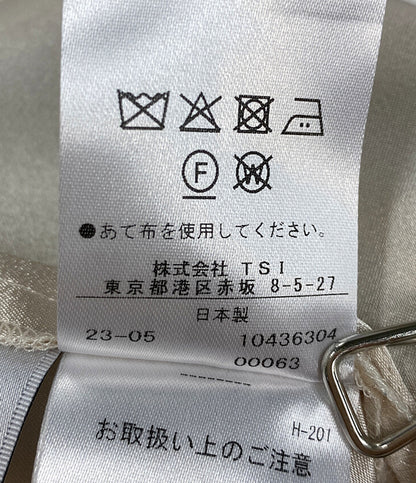 F W
●あて布を使用してください。
株式会社 TSI
東京都港区赤坂 8-5-27
日本製
23-05 10436304
00063
H-201
お取扱い上のご注意